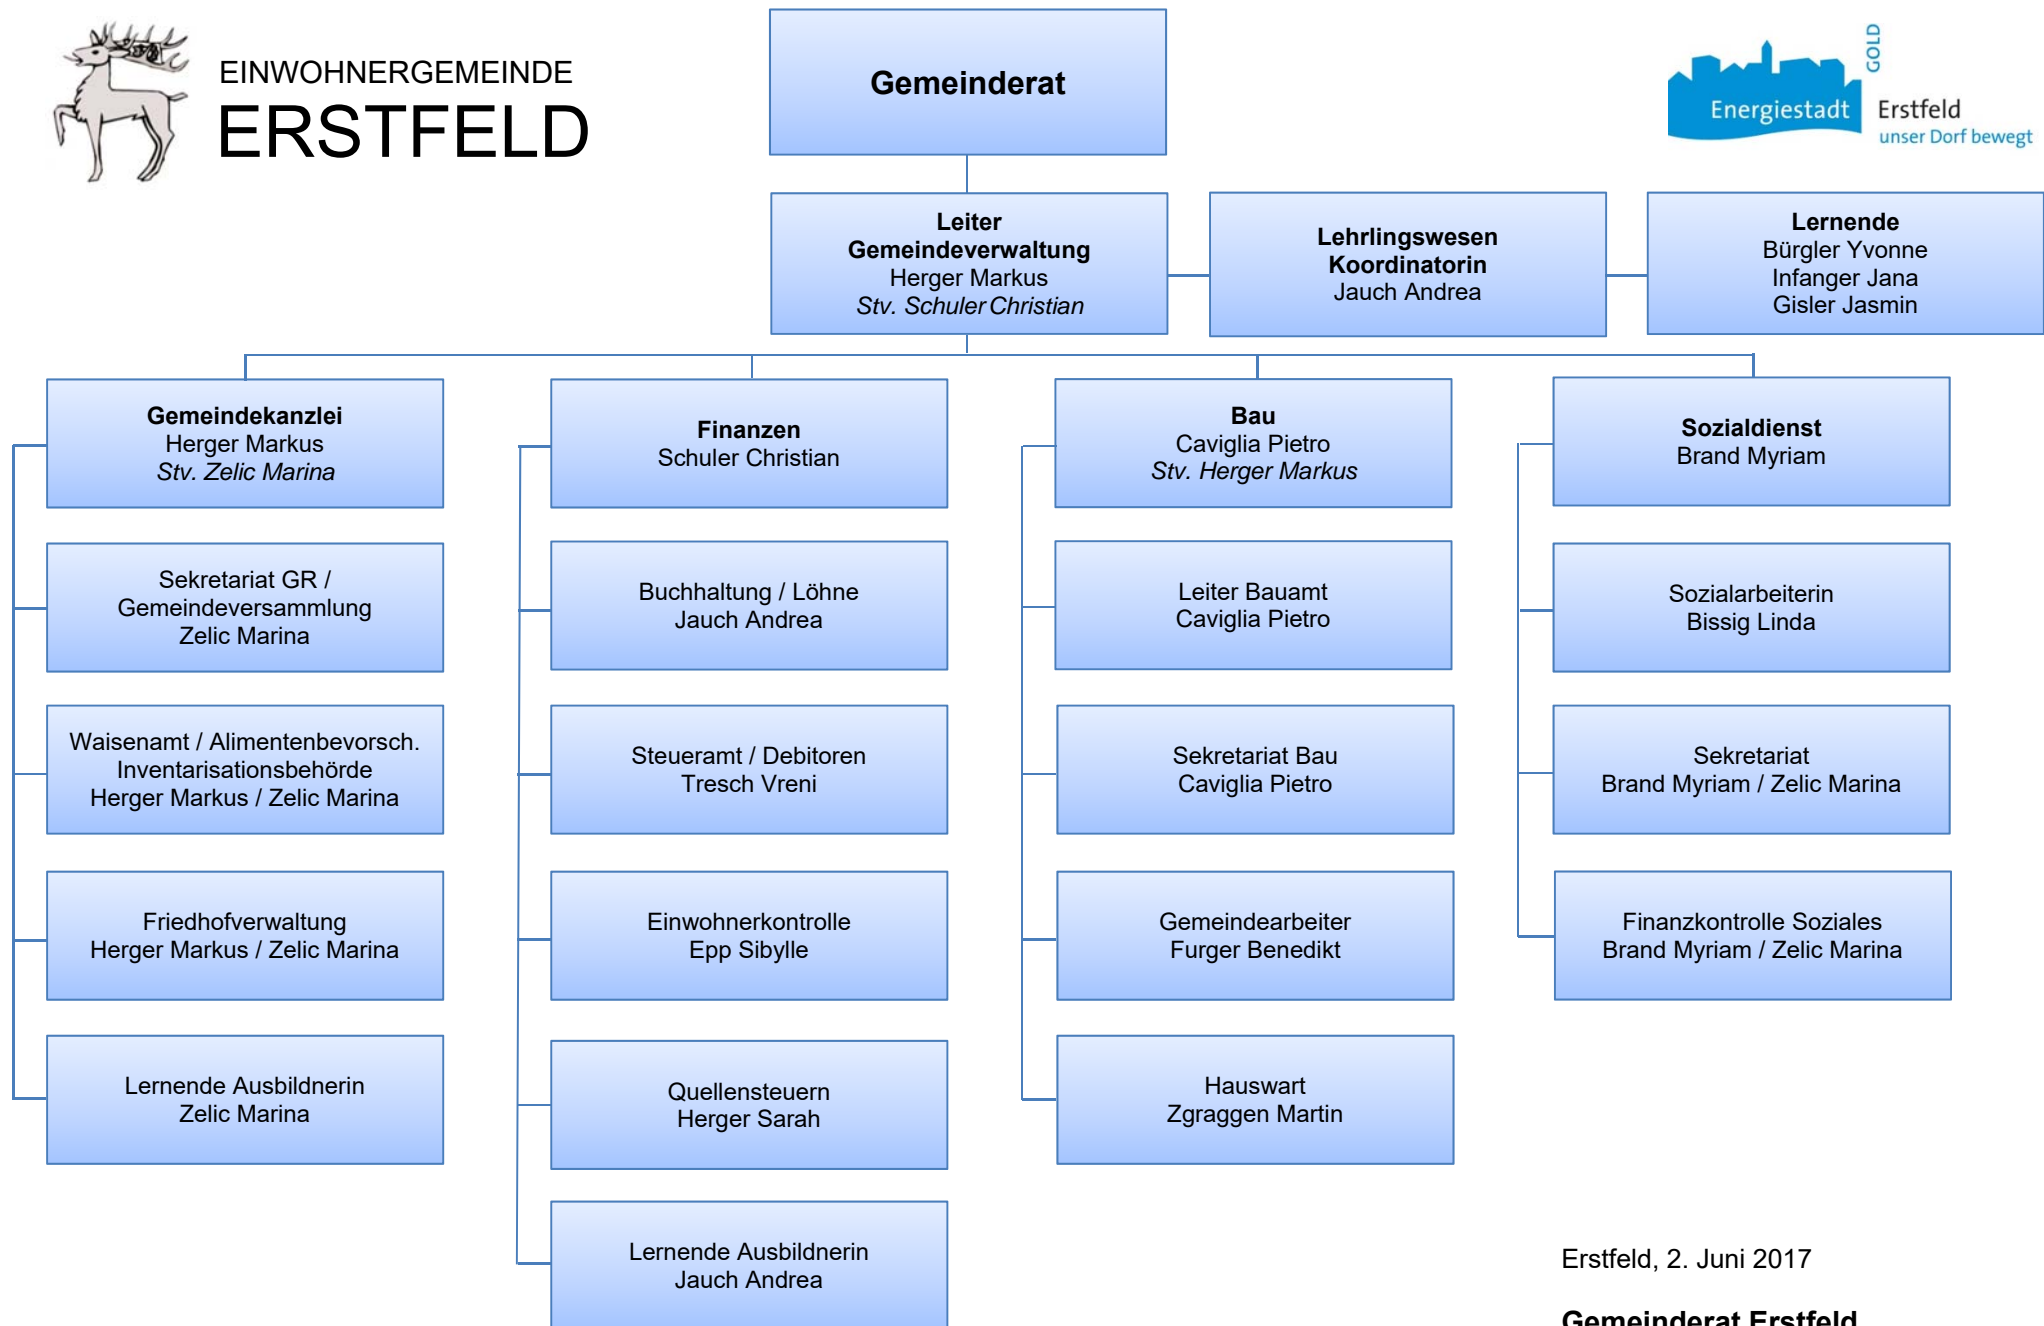 EINWOHNERGEMEINDE
ERSTFELD
Gemeinderat
GOLD
Energiestadt
Erstfeld
unser Dorf bewegt
Leiter
Gemeindeverwaltung
Herger Markus
Stv. Schuler Christian
Lehrlingswesen
Koordinatorin
Jauch Andrea
Lernende
Bürgler Yvonne
Infanger Jana
Gisler Jasmin
Gemeindekanzlei
Herger Markus
Stv. Zelic Marina
Sekretariat GR /
Gemeindeversammlung
Zelic Marina
Waisenamt / Alimentenbevorsch.
Inventarisationsbehörde
Herger Markus / Zelic Marina
Friedhofverwaltung
Herger Markus / Zelic Marina
Lernende Ausbildnerin
Zelic Marina
Finanzen
Schuler Christian
Buchhaltung / Löhne
Jauch Andrea
Steueramt / Debitoren
Tresch Vreni
Einwohnerkontrolle
Epp Sibylle
Quellensteuern
Herger Sarah
Lernende Ausbildnerin
Jauch Andrea
Bau
Caviglia Pietro
Stv. Herger Markus
Leiter Bauamt
Caviglia Pietro
Sekretariat Bau
Caviglia Pietro
Gemeindearbeiter
Furger Benedikt
Hauswart
Zgraggen Martin
Sozialdienst
Brand Myriam
Sozialarbeiterin
Bissig Linda
Sekretariat
Brand Myriam / Zelic Marina
Finanzkontrolle Soziales
Brand Myriam / Zelic Marina
Erstfeld, 2. Juni 2017
Gemeinderat Erstfeld